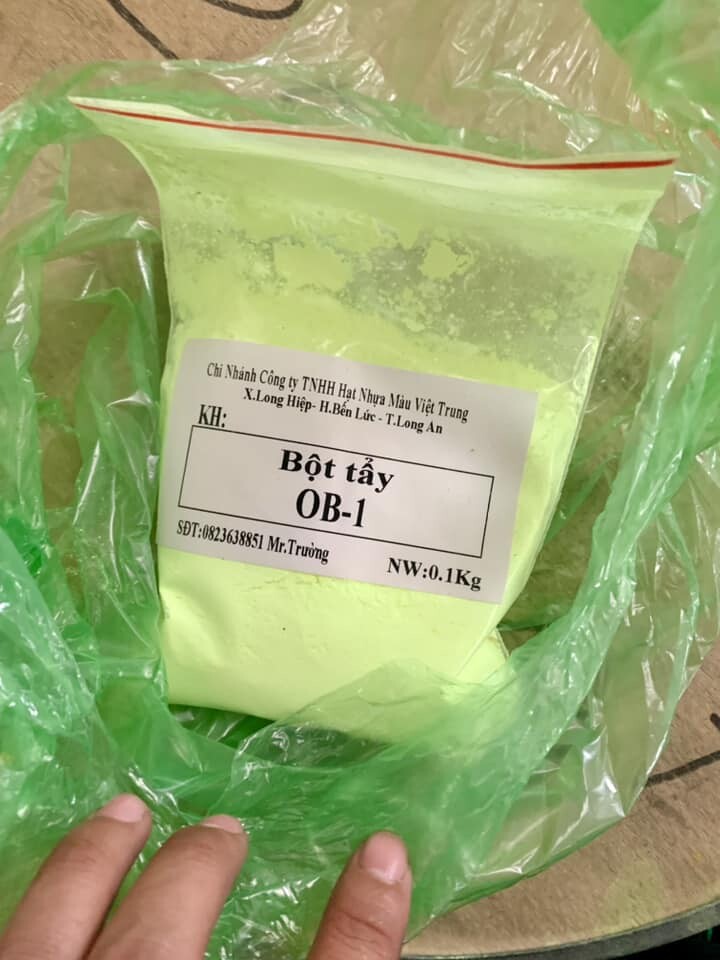 Chi Nhánh Công ty TNHH Hạt Nhựa Màu Việt Trung
X.Long Hiệp- H.Bến Lức - T.Long An
KH:
Bột tẩy
OB-1
SĐT:0823638851 Mr.Trường
NW:0.1Kg